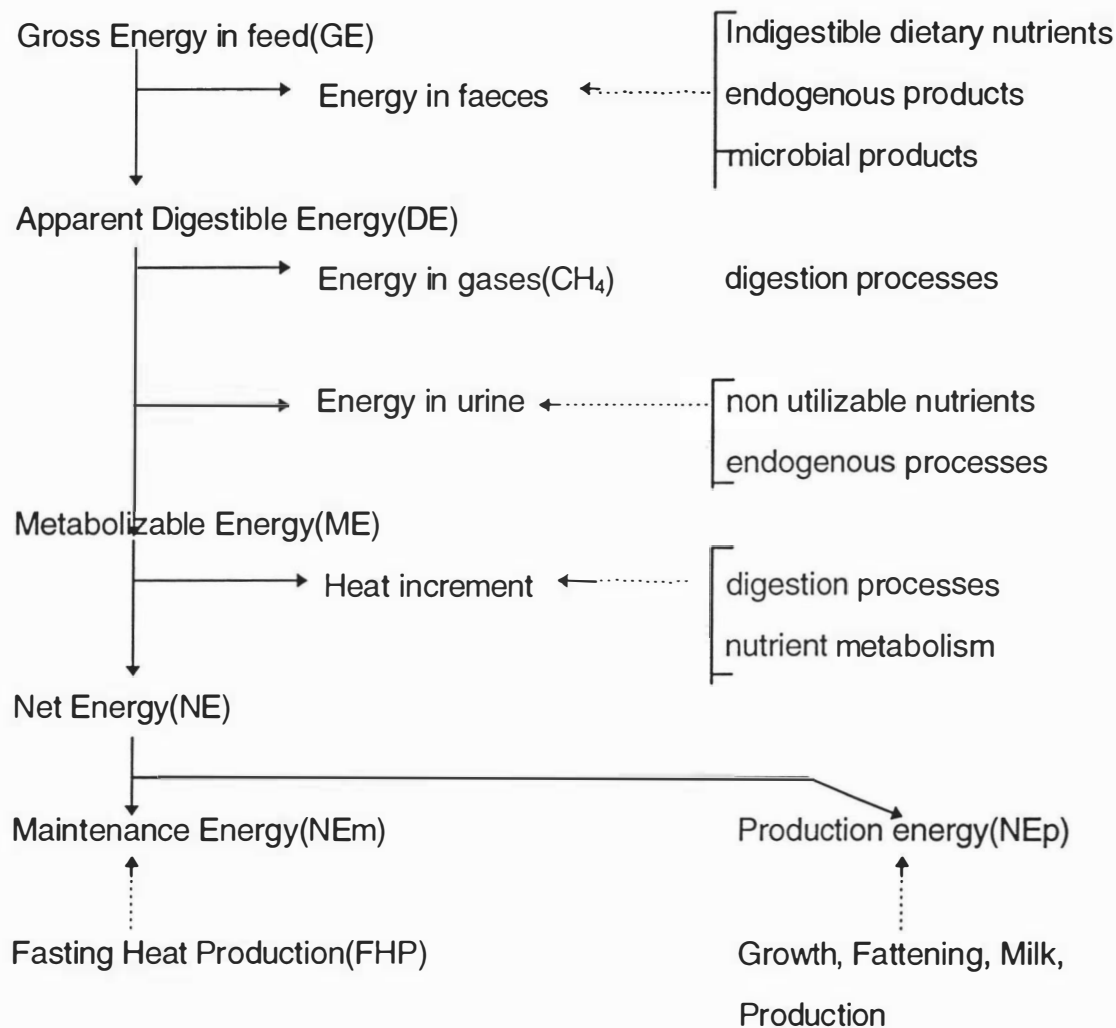 Gross Energy in feed(GE)
Indigestible dietary nutrients
Energy in faeces
endogenous products
microbial products
Apparent Digestible Energy(DE)
Energy in gases(CH₄)
digestion processes
Energy in urine
non utilizable nutrients
endogenous processes
Metabolizable Energy(ME)
Heat increment
digestion processes
nutrient metabolism
Net Energy(NE)
Maintenance Energy(NEm)
Production energy(NEp)
Fasting Heat Production(FHP)
Growth, Fattening, Milk,
Production